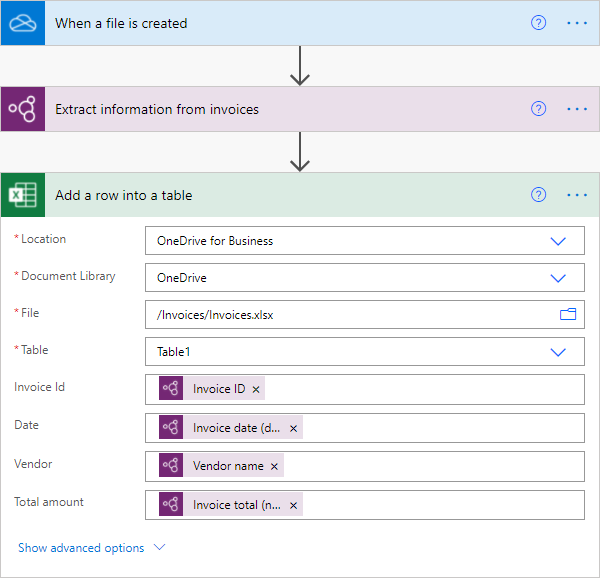 When a file is created
Extract information from invoices
Add a row into a table
* Location OneDrive for Business
* Document Library OneDrive
* File /Invoices/Invoices.xlsx
* Table Table1
Invoice Id Invoice ID ×
Date Invoice date (d... ×
Vendor Vendor name ×
Total amount Invoice total (n... ×
Show advanced options